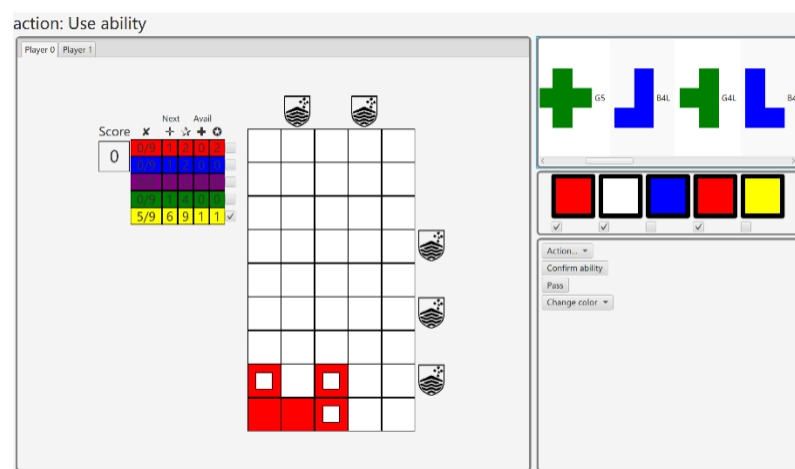 action: Use ability
Player 0 Player 1
Next Avail
Score
0
0/9 1 2 0 2
0/9 1 2 0 0
0/9 1 4 0 0
5/9 6 9 1 1
G5 B4L G4L B4
Action...
Confirm ability
Pass
Change color